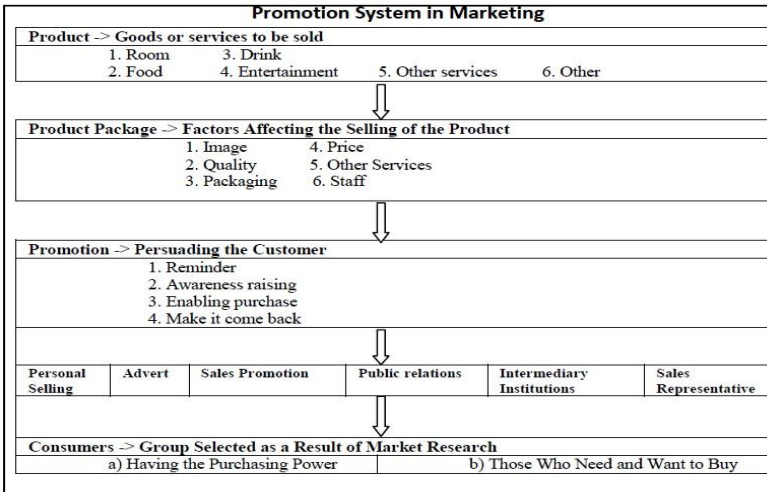 Promotion System in Marketing
Product -> Goods or services to be sold
1. Room 3. Drink
2. Food 4. Entertainment 5. Other services 6. Other
Product Package -> Factors Affecting the Selling of the Product
1. Image 4. Price
2. Quality 5. Other Services
3. Packaging 6. Staff
Promotion -> Persuading the Customer
1. Reminder
2. Awareness raising
3. Enabling purchase
4. Make it come back
Personal Selling
Advert
Sales Promotion
Public relations
Intermediary Institutions
Sales Representative
Consumers -> Group Selected as a Result of Market Research
a) Having the Purchasing Power b) Those Who Need and Want to Buy